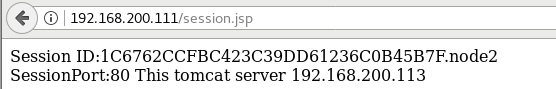 192.168.200.111/session.jsp
Session ID:1C6762CCFBC423C39DD61236C0B45B7F.node2
SessionPort:80 This tomcat server 192.168.200.113